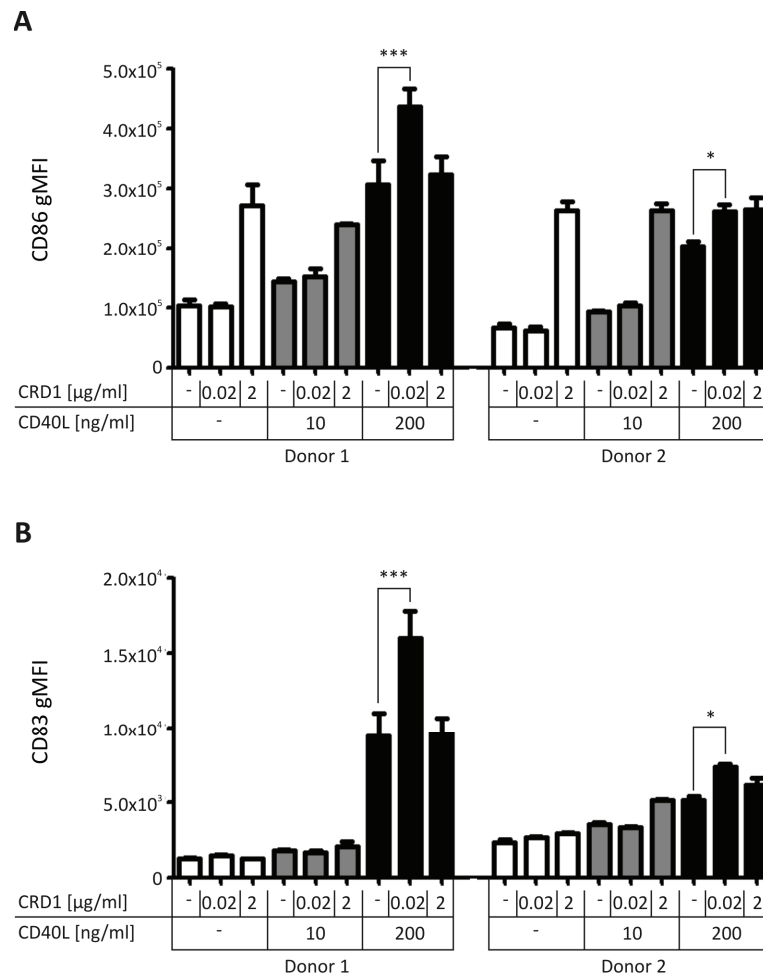 A
***
*
5.0x10⁵
4.0x10⁵
3.0x10⁵
2.0x10⁵
1.0x10⁵
0
CD86 gMFI
CRD1 [µg/ml] - 0.02 2 - 0.02 2 - 0.02 2 - 0.02 2 - 0.02 2 - 0.02 2
CD40L [ng/ml] - 10 200 - 10 200
Donor 1 Donor 2
B
***
*
2.0x10⁴
1.5x10⁴
1.0x10⁴
5.0x10³
0
CD83 gMFI
CRD1 [µg/ml] - 0.02 2 - 0.02 2 - 0.02 2 - 0.02 2 - 0.02 2 - 0.02 2
CD40L [ng/ml] - 10 200 - 10 200
Donor 1 Donor 2